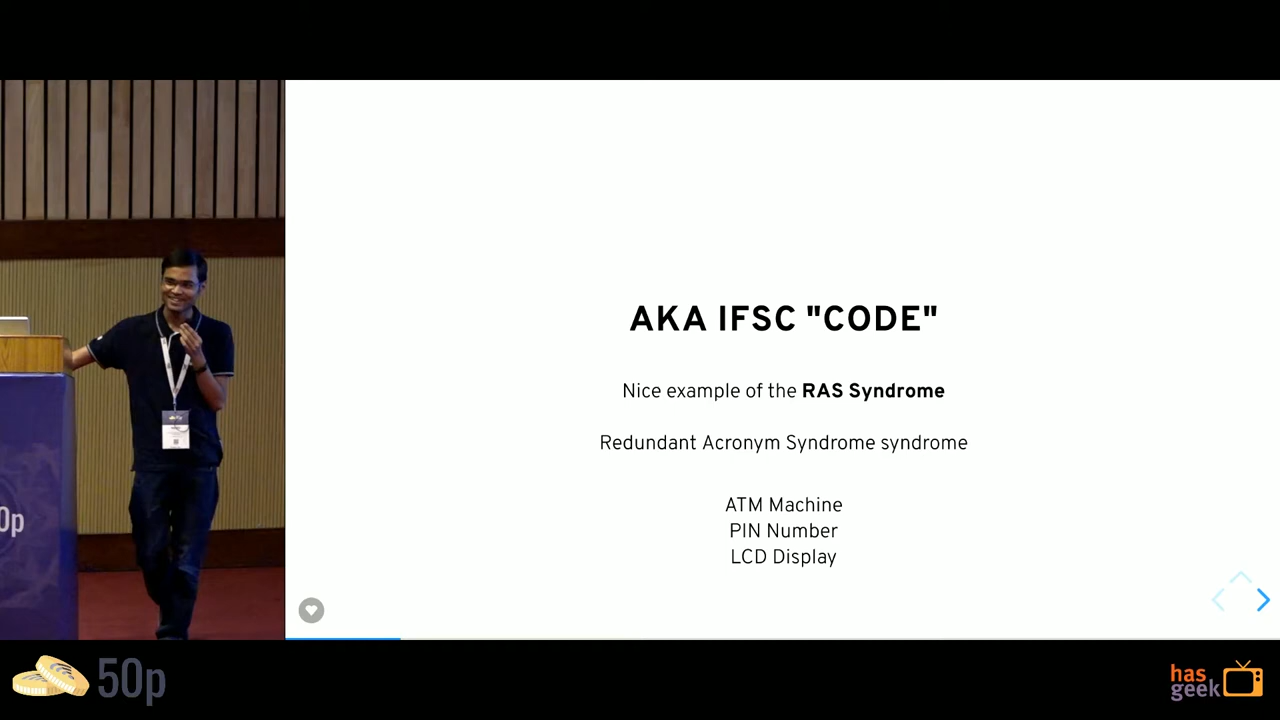 AKA IFSC "CODE"
Nice example of the RAS Syndrome
Redundant Acronym Syndrome syndrome
ATM Machine
PIN Number
LCD Display
0p
50p
has
geek